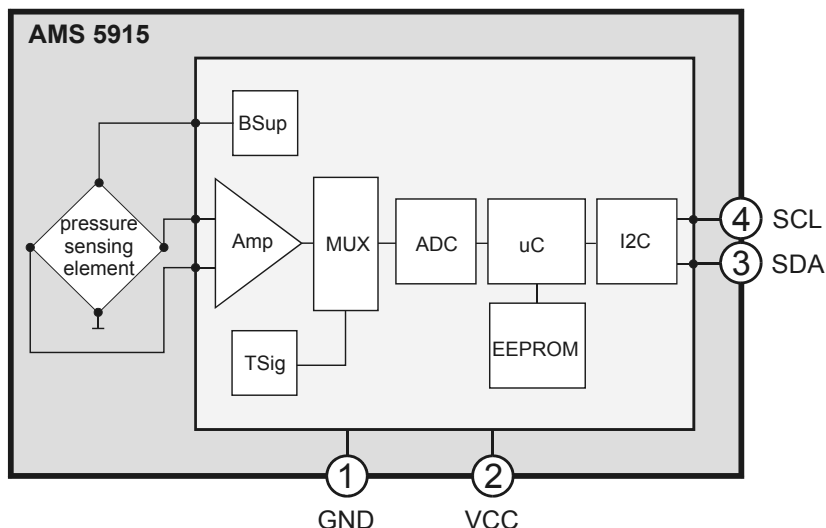 AMS 5915
BSup
pressure
sensing
element
Amp
MUX
ADC
uC
I2C
4 SCL
3 SDA
TSig
EEPROM
1
2
GND
VCC